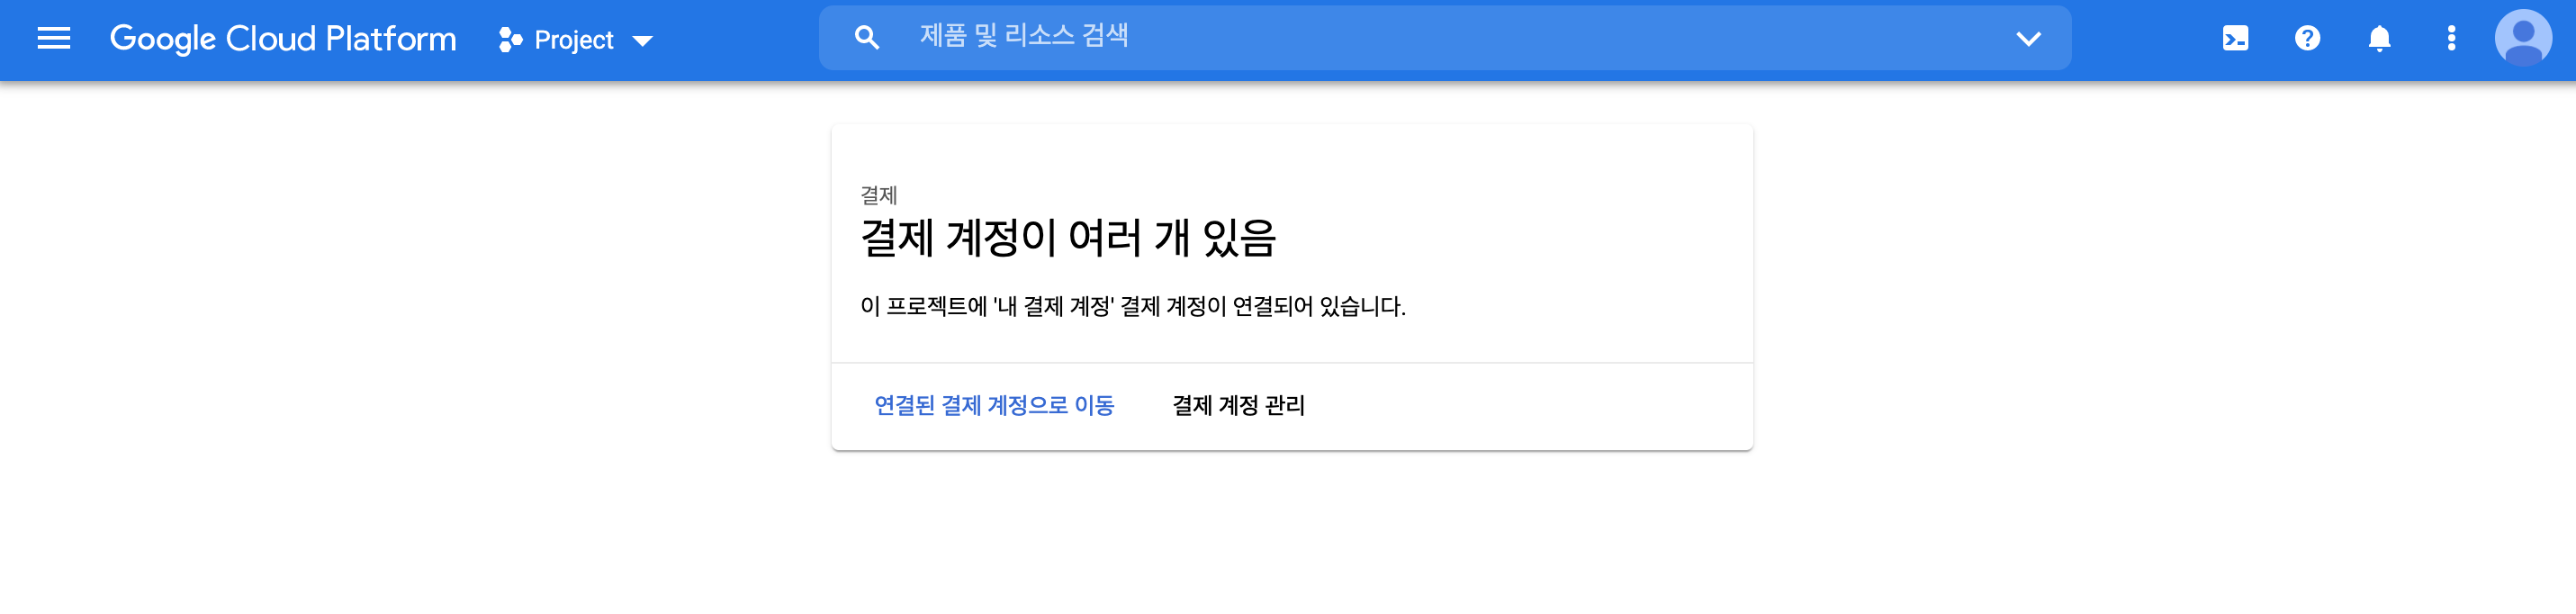 Google Cloud Platform
Project
제품 및 리소스 검색
결제
결제 계정이 여러 개 있음
이 프로젝트에 '내 결제 계정' 결제 계정이 연결되어 있습니다.
연결된 결제 계정으로 이동
결제 계정 관리